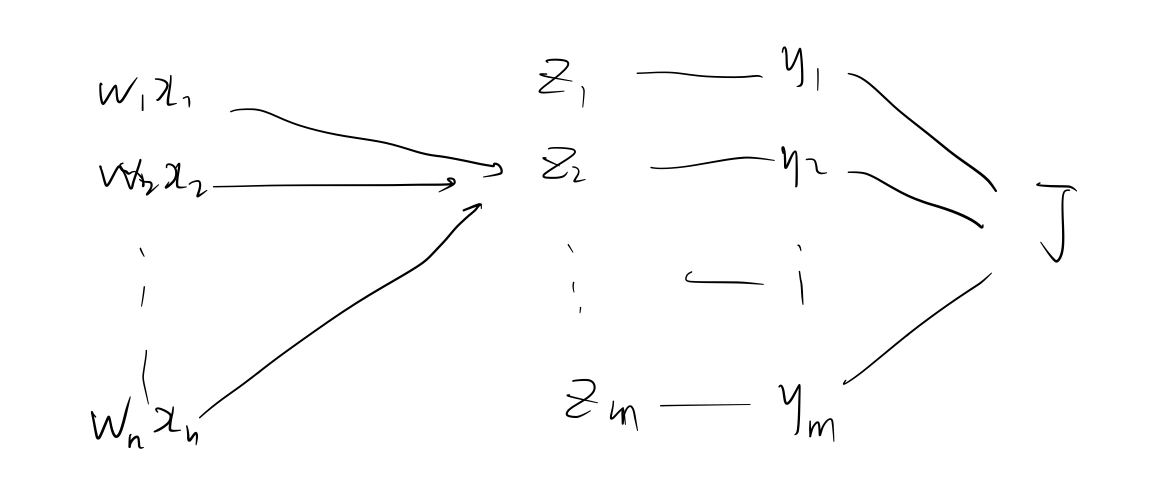 w₁x₁ z₁ y₁
w₂x₂ z₂ y₂ J
⋮ ⋮ ⋮
wₙxₙ zₘ yₘ